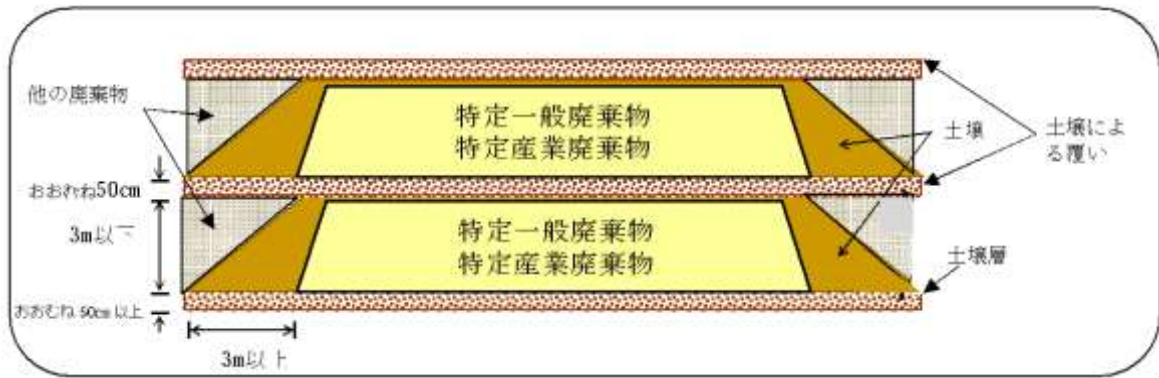 他の廃棄物
特定一般廃棄物
特定産業廃棄物
土壌
土壌によ
る覆い
おおむね50cm
3m以下
特定一般廃棄物
特定産業廃棄物
土壌層
おおむね50cm以上
3m以上